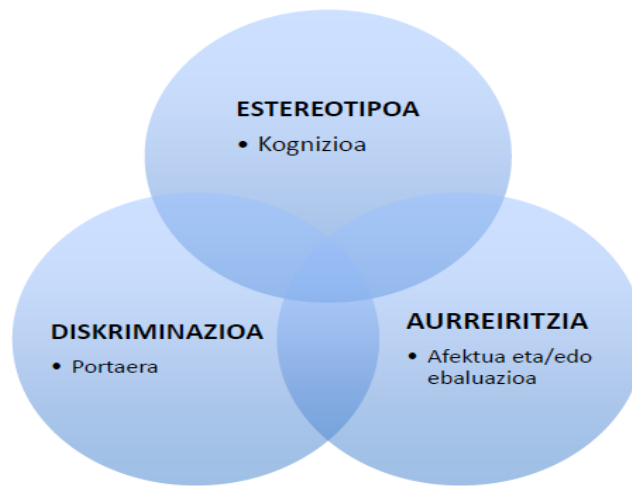 ESTEREOTIPOA
• Kognizioa
DISKRIMINAZIOA
• Portaera
AURREIRITZIA
• Afektua eta/edo
ebaluazioa